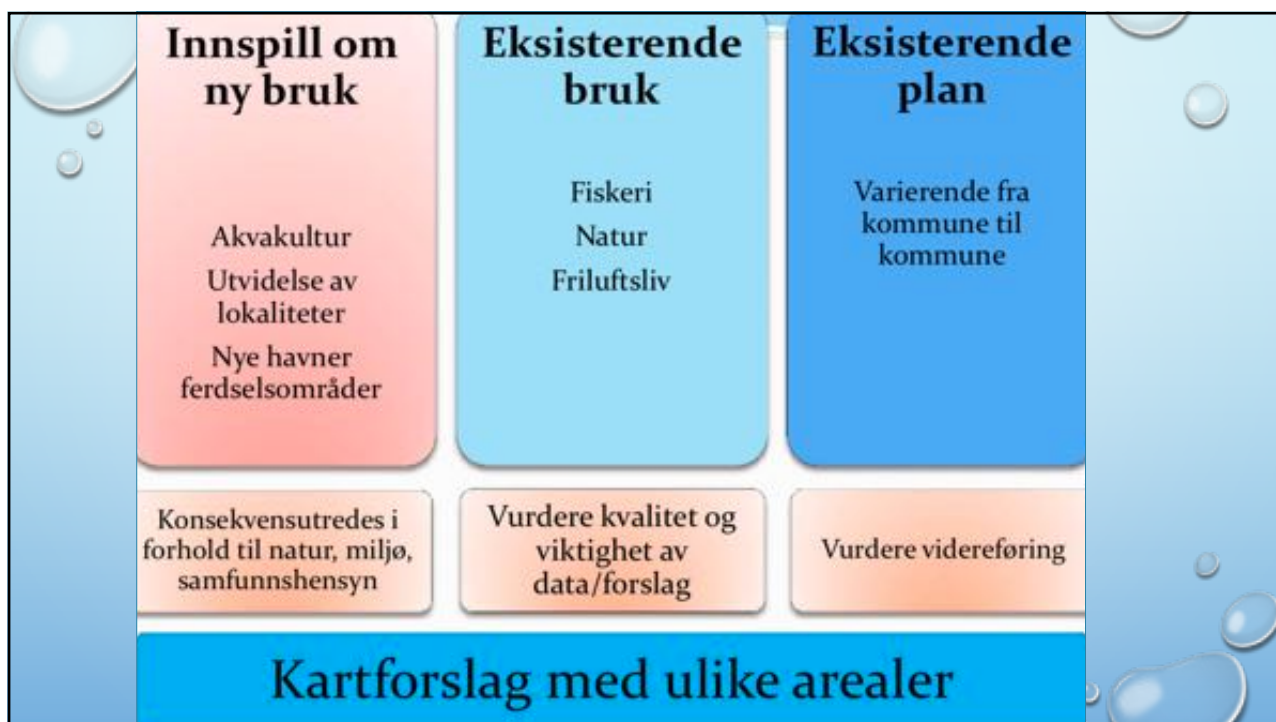 Innspill om
ny bruk
Akvakultur
Utvidelse av
lokaliteter
Nye havner
ferdselsområder
Eksisterende
bruk
Fiskeri
Natur
Friluftsliv
Eksisterende
plan
Varierende fra
kommune til
kommune
Konsekvensutredes i
forhold til natur, miljø,
samfunnshensyn
Vurdere kvalitet og
viktighet av
data/forslag
Vurdere videreføring
Kartforslag med ulike arealer